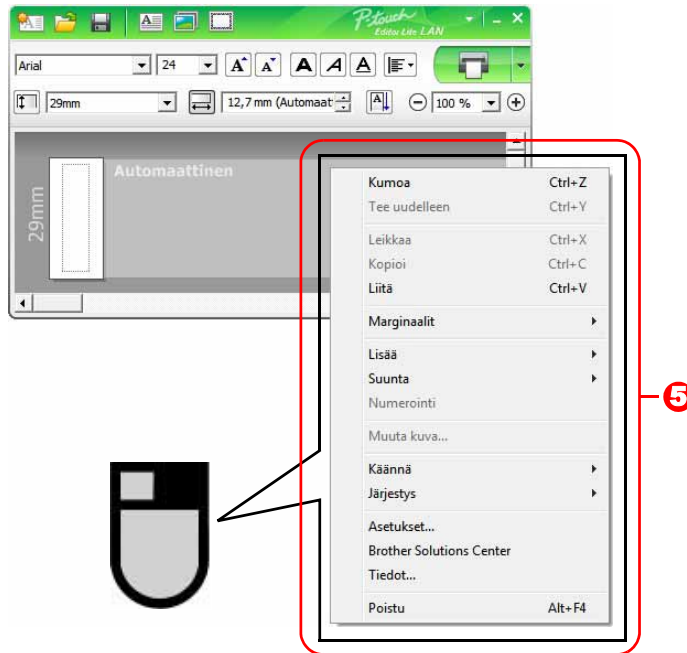 P-touch
Editor Lite LAN
Arial 24 A A A A A
29mm 12,7 mm (Automaat A 100 %
Automaattinen
29mm
Kumoa Ctrl+Z
Tee uudelleen Ctrl+Y
Leikkaa Ctrl+X
Kopioi Ctrl+C
Liitä Ctrl+V
Marginaalit
Lisää
Suunta
Numerointi
Muuta kuva...
Käännä
Järjestys
Asetukset...
Brother Solutions Center
Tiedot...
Poistu Alt+F4
5